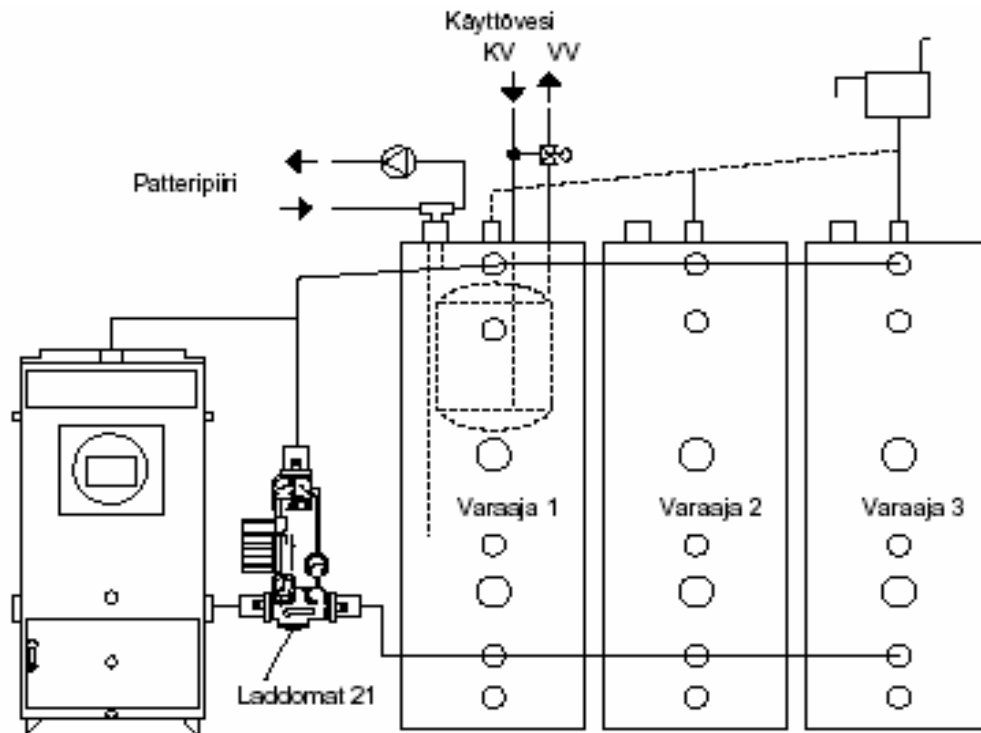 Käyttövesi
KV VV
Patteripiiri
Varaaja 1 Varaaja 2 Varaaja 3
Laddomat 21